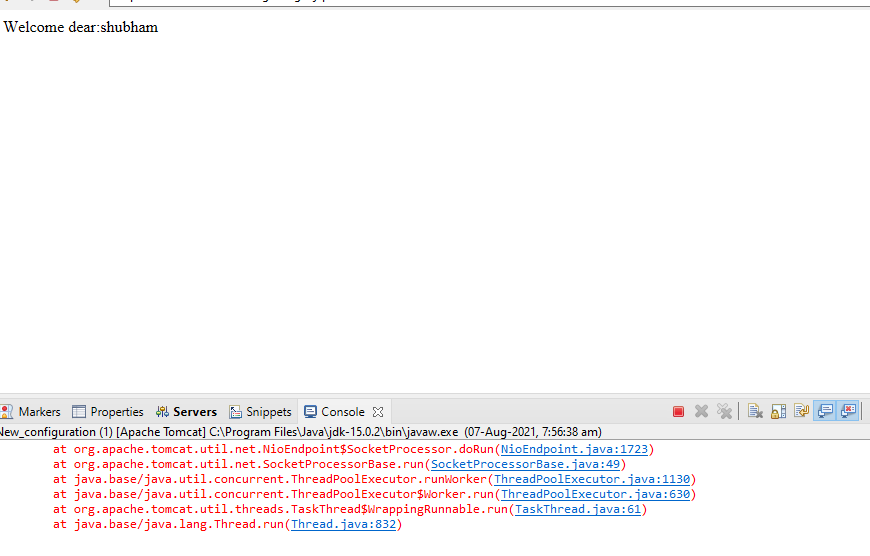 Welcome dear:shubham
Markers Properties Servers Snippets Console
New_configuration (1) [Apache Tomcat] C:\Program Files\Java\jdk-15.0.2\bin\javaw.exe (07-Aug-2021, 7:56:38 am)
at org.apache.tomcat.util.net.NioEndpoint$SocketProcessor.doRun(NioEndpoint.java:1723)
at org.apache.tomcat.util.net.SocketProcessorBase.run(SocketProcessorBase.java:49)
at java.base/java.util.concurrent.ThreadPoolExecutor.runWorker(ThreadPoolExecutor.java:1130)
at java.base/java.util.concurrent.ThreadPoolExecutor$Worker.run(ThreadPoolExecutor.java:630)
at org.apache.tomcat.util.threads.TaskThread$WrappingRunnable.run(TaskThread.java:61)
at java.base/java.lang.Thread.run(Thread.java:832)